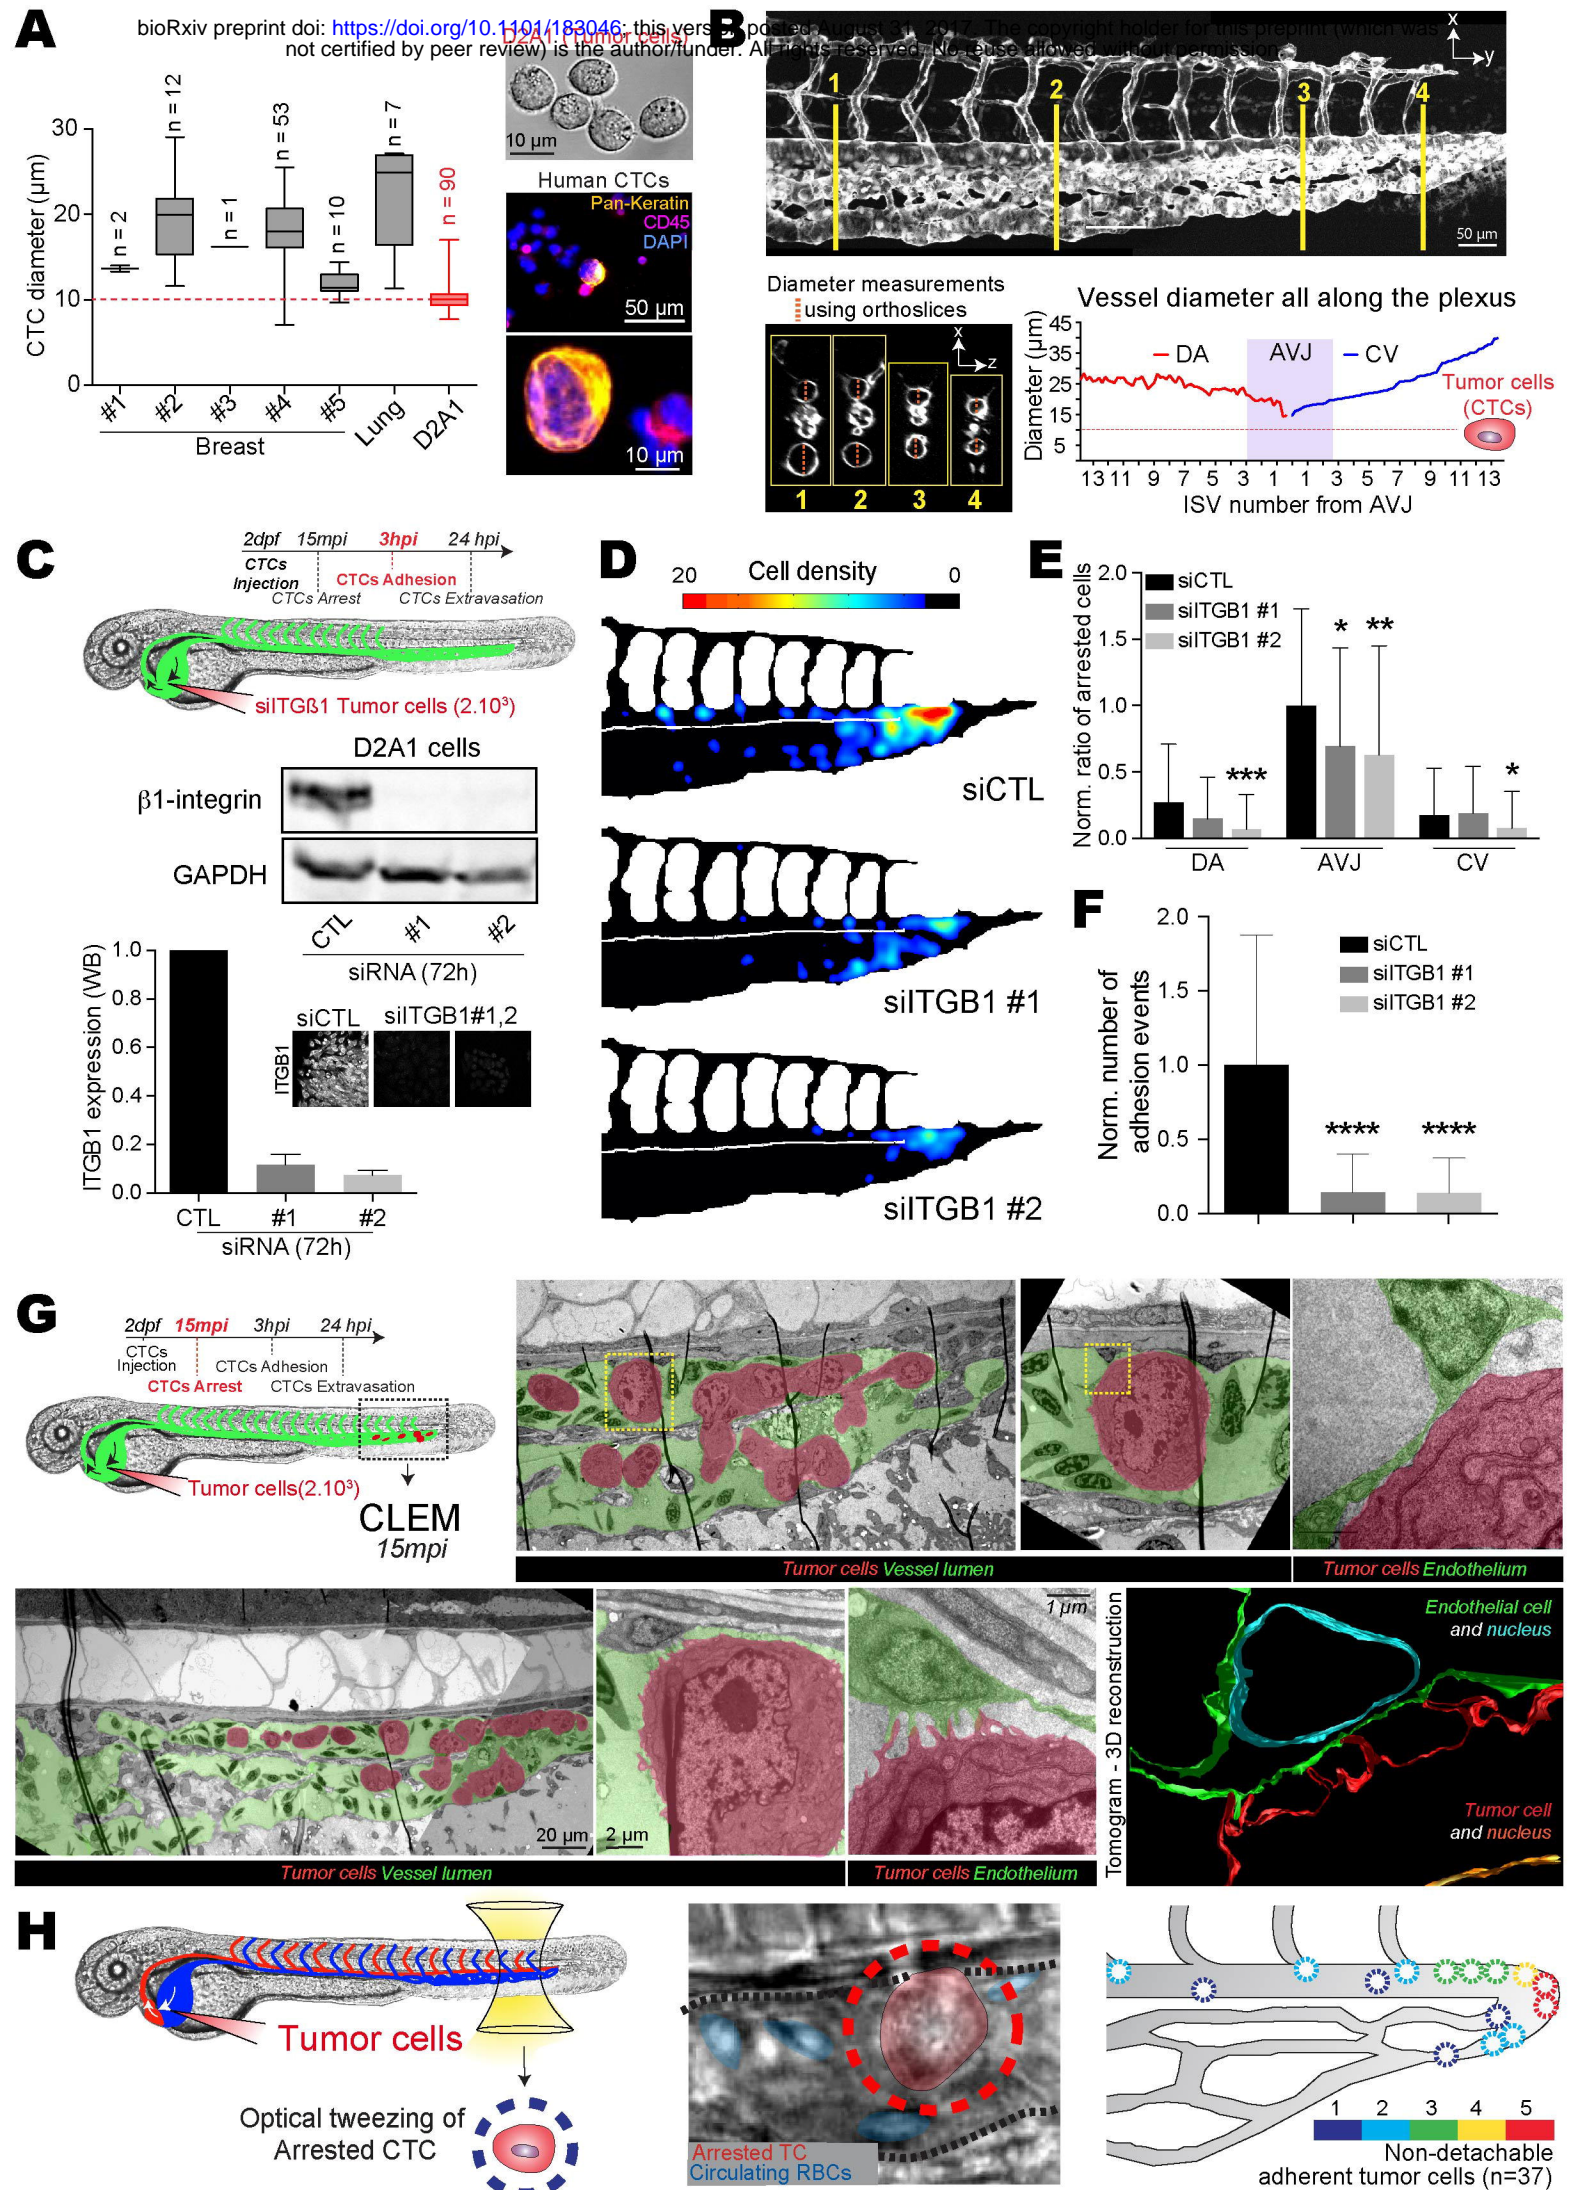 bioRxiv preprint doi: https://doi.org/10.1101/183046; this version posted August 31, 2017. The copyright holder for this preprint (which was
not certified by peer review) is the author/funder. All rights reserved. No reuse allowed without permission.
A
CTC diameter (µm)
30
20
10
0
n = 2
n = 12
n = 1
n = 53
n = 10
n = 7
n = 90
#1
#2
#3
#4
#5
Lung
D2A1
Breast
D2A1 (Tumor cells)
10 µm
Human CTCs
Pan-Keratin
CD45
DAPI
50 µm
10 µm
B
1
2
3
4
x
y
50 µm
Diameter measurements
using orthoslices
x
z
1
2
3
4
Vessel diameter all along the plexus
Diameter (µm)
45
35
25
15
5
DA
AVJ
CV
Tumor cells
(CTCs)
13 11 9 7 5 3 1 1 3 5 7 9 11 13
ISV number from AVJ
C
2dpf 15mpi 3hpi 24 hpi
CTCs
Injection
CTCs Adhesion
CTCs Arrest
CTCs Extravasation
siITGß1 Tumor cells (2.10³)
D2A1 cells
β1-integrin
GAPDH
CTL
#1
#2
siRNA (72h)
ITGB1 expression (WB)
1.0
0.8
0.6
0.4
0.2
0.0
CTL
#1
#2
siRNA (72h)
siCTL
siITGB1#1,2
ITGB1
D
Cell density
20
0
siCTL
siITGB1 #1
siITGB1 #2
E
Norm. ratio of arrested cells
2.0
1.5
1.0
0.5
0.0
siCTL
siITGB1 #1
siITGB1 #2
***
*
**
*
DA
AVJ
CV
F
Norm. number of
adhesion events
2.0
1.5
1.0
0.5
0.0
siCTL
siITGB1 #1
siITGB1 #2
****
****
G
2dpf 15mpi 3hpi 24 hpi
CTCs
Injection
CTCs Adhesion
CTCs Arrest
CTCs Extravasation
Tumor cells(2.10³)
CLEM
15mpi
Tumor cells Vessel lumen
Tumor cells Endothelium
20 µm
2 µm
1 µm
Tumor cells Vessel lumen
Tumor cells Endothelium
Tomogram - 3D reconstruction
Endothelial cell
and nucleus
Tumor cell
and nucleus
H
Tumor cells
Optical tweezing of
Arrested CTC
Arrested TC
Circulating RBCs
1 2 3 4 5
Non-detachable
adherent tumor cells (n=37)